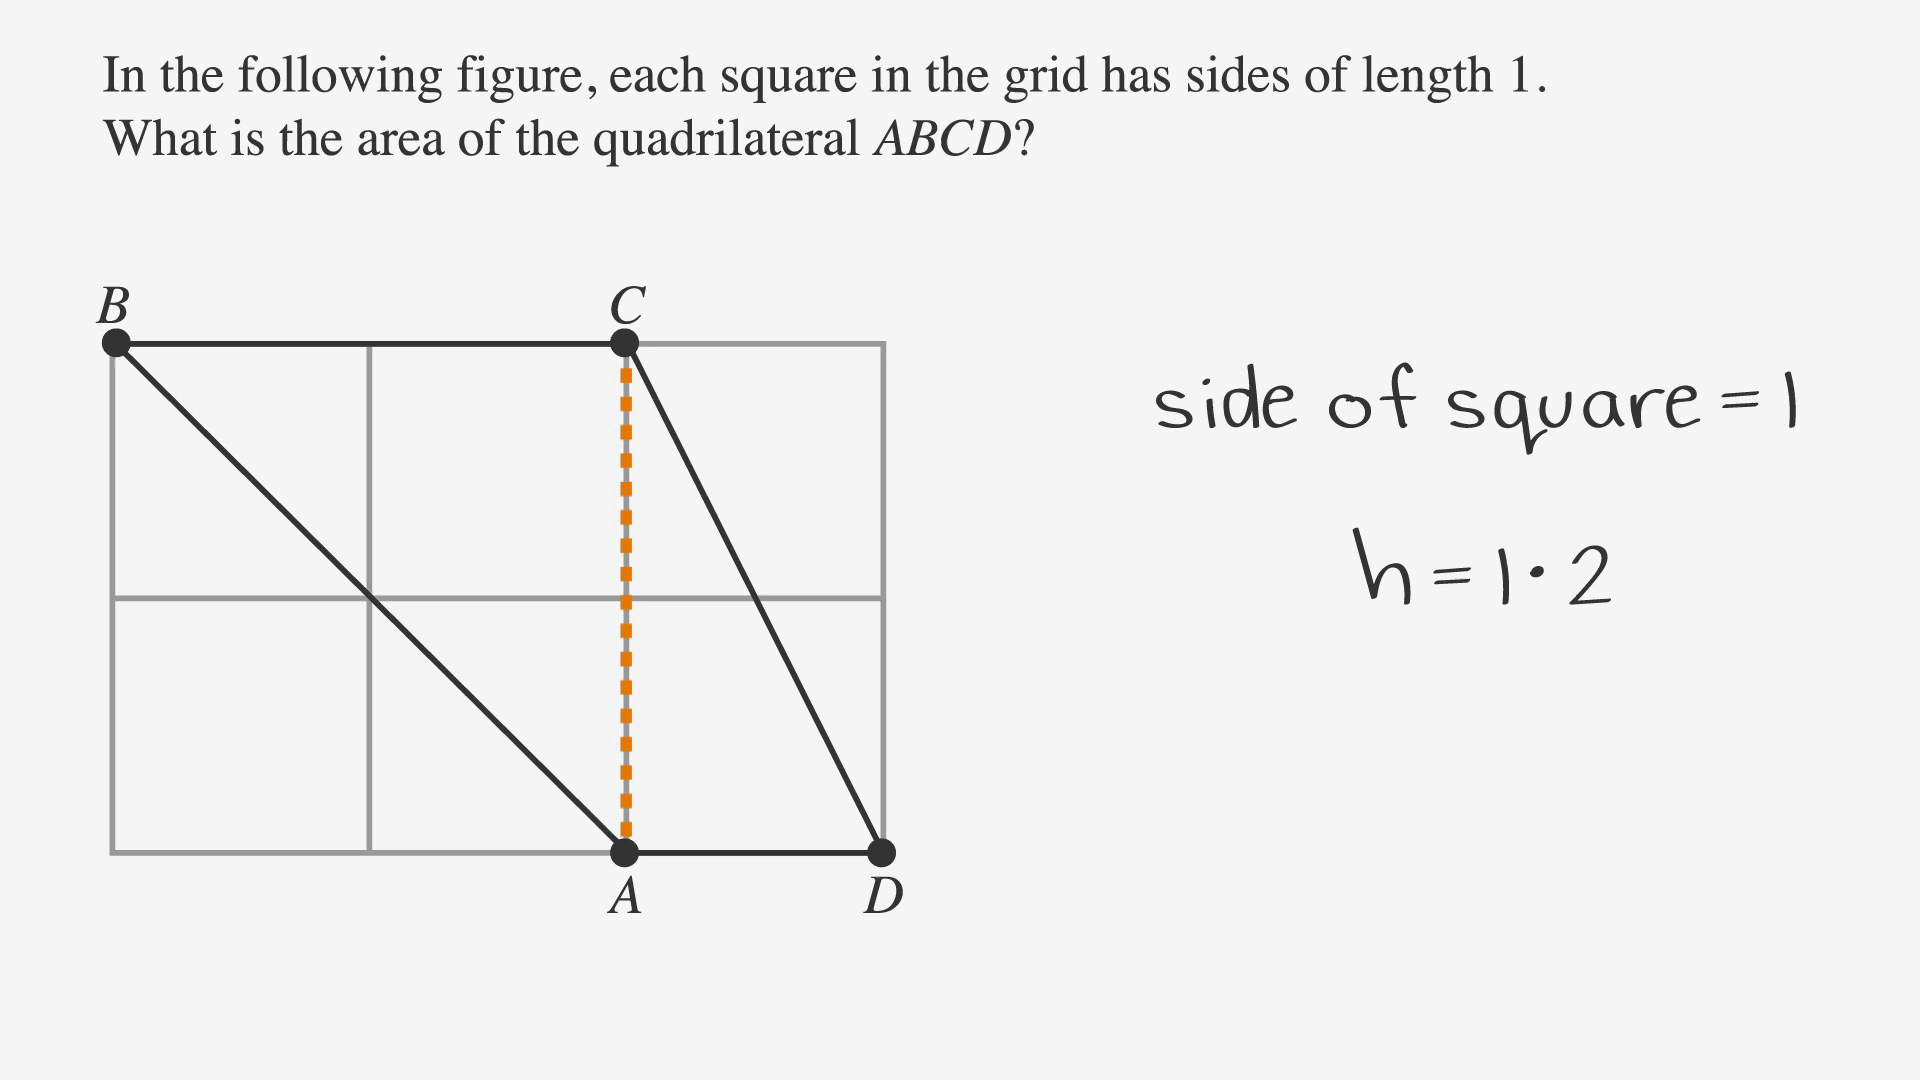 In the following figure, each square in the grid has sides of length 1.
What is the area of the quadrilateral ABCD?
B
C
side of square = 1
h = 1 · 2
A
D